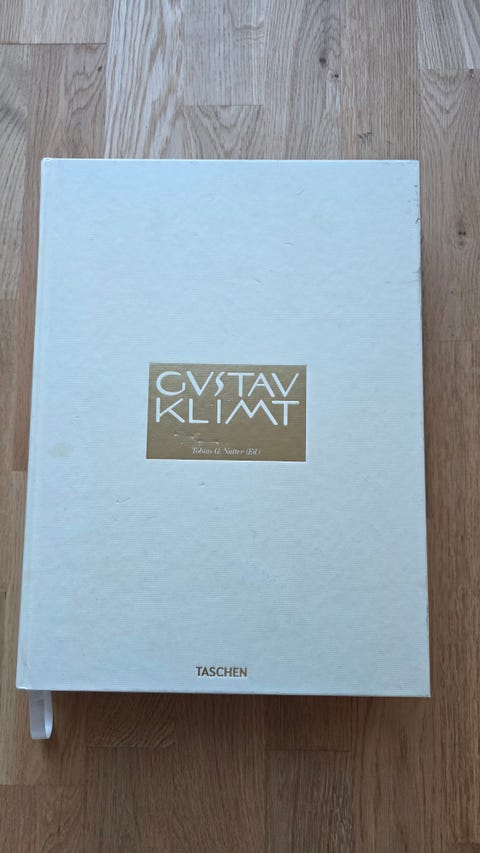 GVSTAV
KLIMT
Tobias G. Natter (Ed.)
TASCHEN